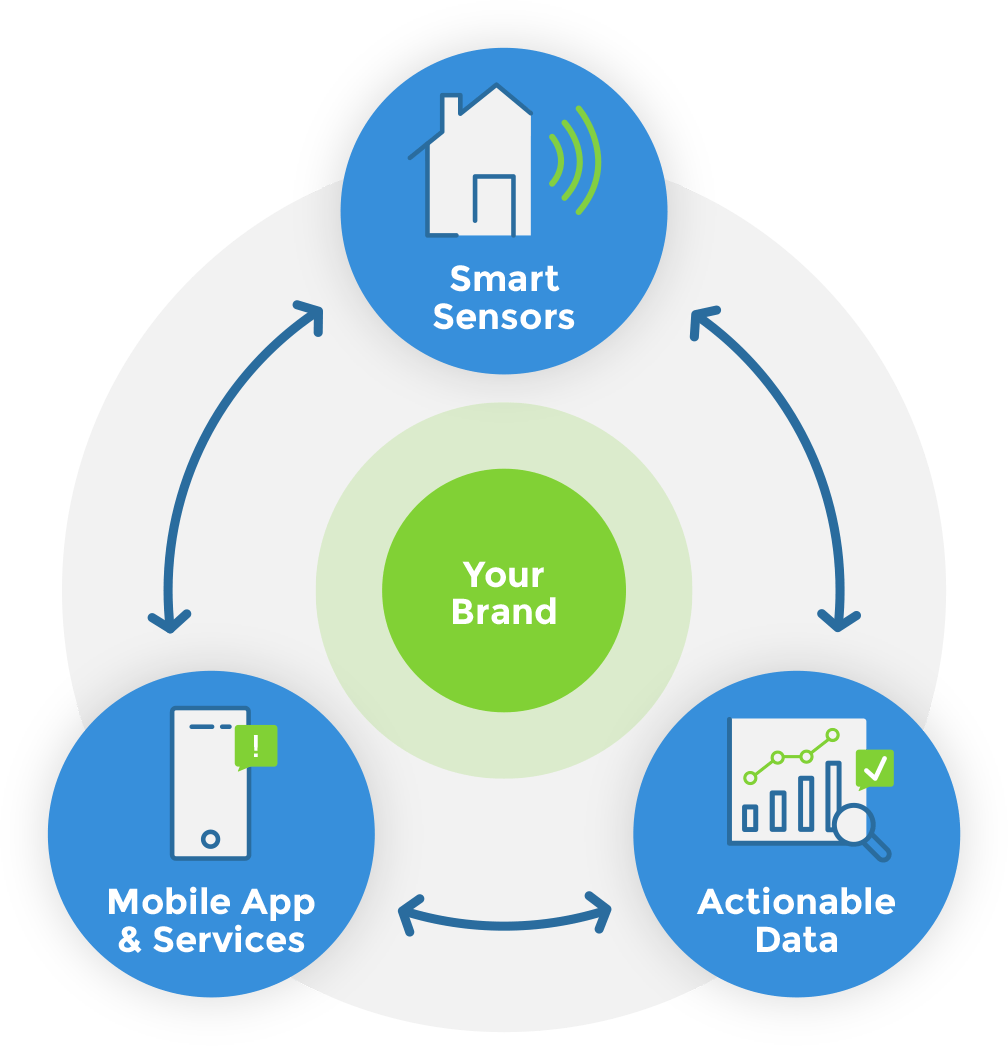 Smart
Sensors
Your
Brand
!
Mobile App
& Services
Actionable
Data